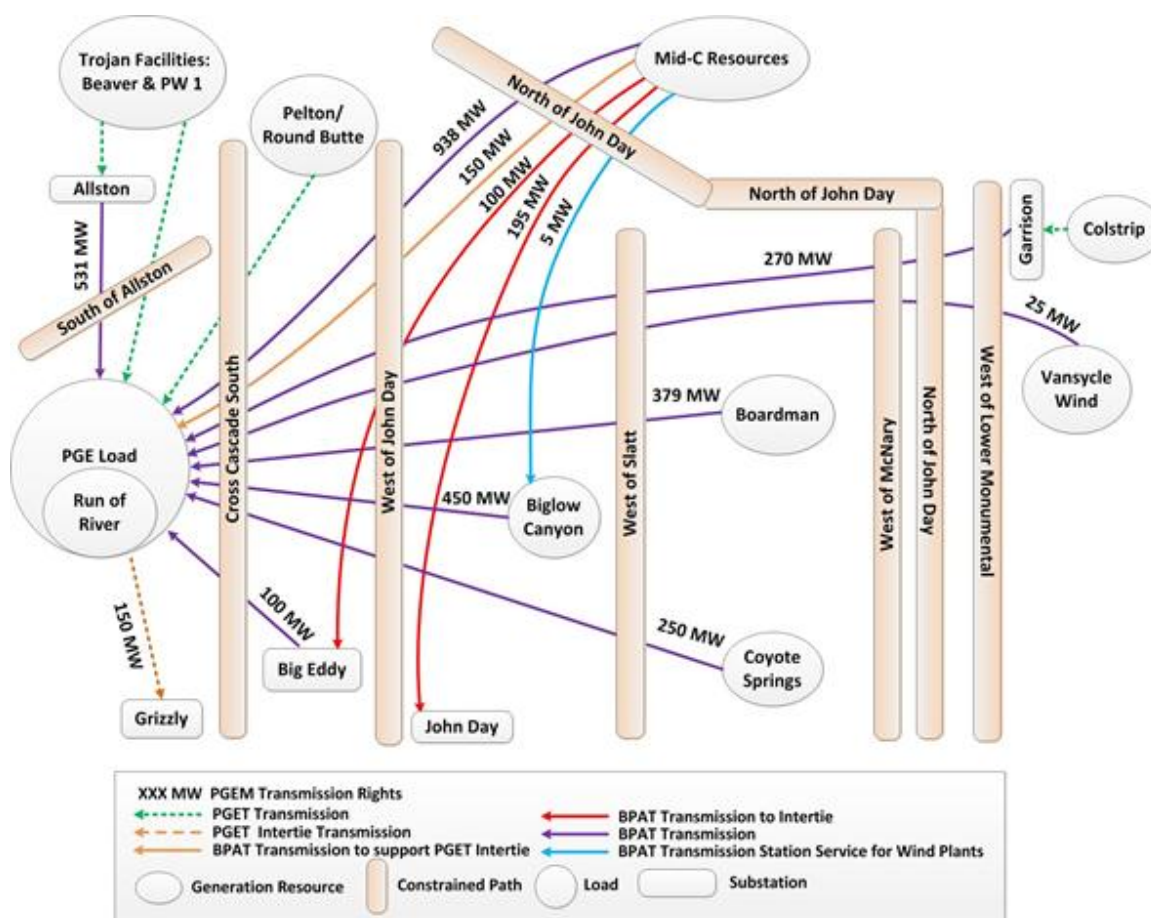 Trojan Facilities:
Beaver & PW 1
Mid-C Resources
North of John Day
Pelton/
Round Butte
938 MW
150 MW
100 MW
195 MW
5 MW
Allston
North of John Day
Garrison
Colstrip
531 MW
South of Allston
270 MW
25 MW
Cross Cascade South
West of John Day
West of Slatt
West of McNary
North of John Day
West of Lower Monumental
Vansycle
Wind
379 MW
Boardman
PGE Load
Run of
River
450 MW
Biglow
Canyon
150 MW
100 MW
250 MW
Big Eddy
Coyote
Springs
Grizzly
John Day
XXX MW PGEM Transmission Rights
PGET Transmission
PGET Intertie Transmission
BPAT Transmission to support PGET Intertie
BPAT Transmission to Intertie
BPAT Transmission
BPAT Transmission Station Service for Wind Plants
Generation Resource
Constrained Path
Load
Substation